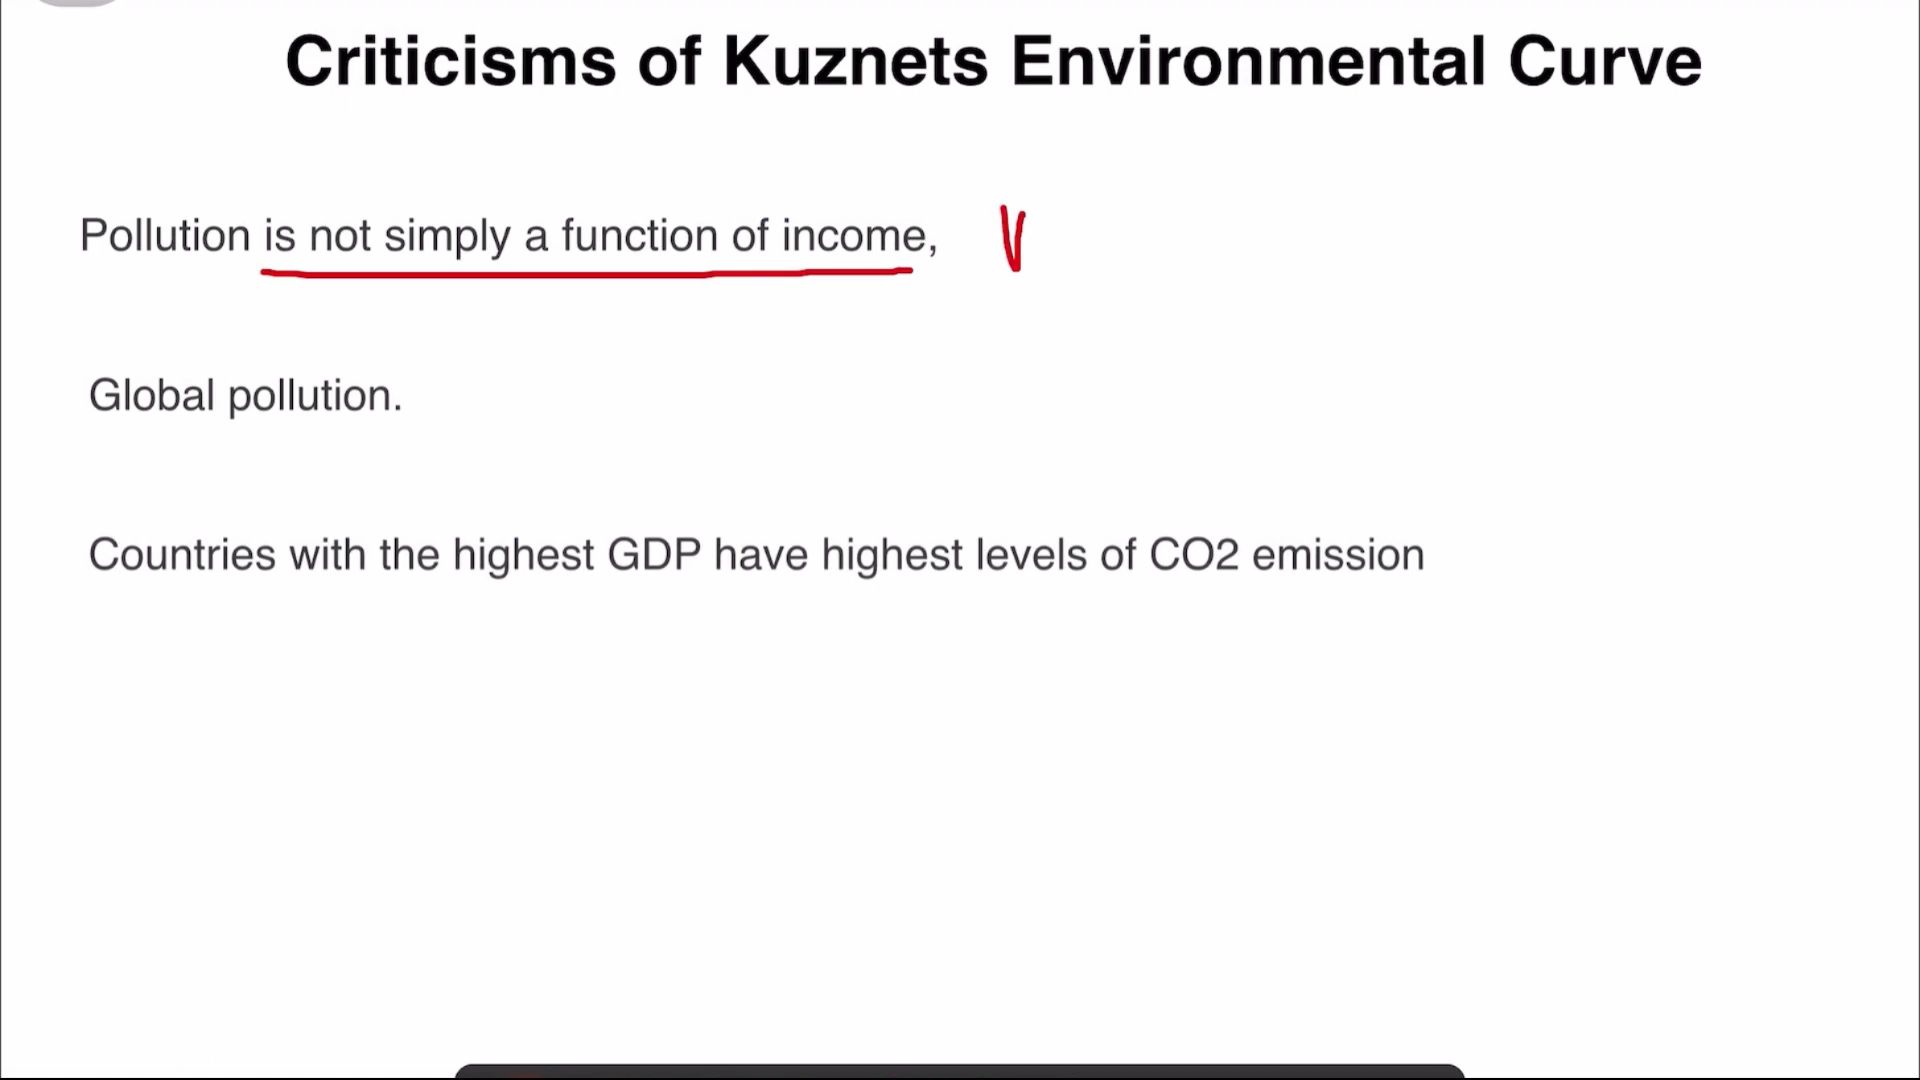 Criticisms of Kuznets Environmental Curve
Pollution is not simply a function of income, V
Global pollution.
Countries with the highest GDP have highest levels of CO2 emission